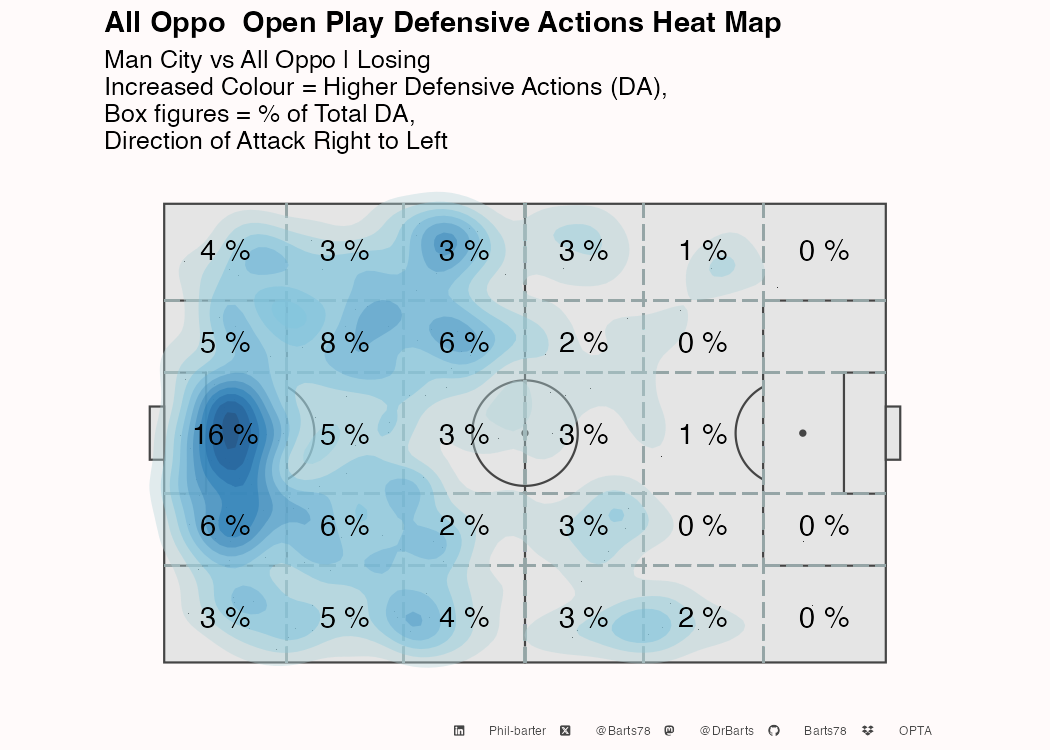 All Oppo  Open Play Defensive Actions Heat Map
Man City vs All Oppo | Losing
Increased Colour = Higher Defensive Actions (DA),
Box figures = % of Total DA,
Direction of Attack Right to Left
4 % 3 % 3 % 3 % 1 % 0 %
5 % 8 % 6 % 2 % 0 %
16 % 5 % 3 % 3 % 1 %
6 % 6 % 2 % 3 % 0 % 0 %
3 % 5 % 4 % 3 % 2 % 0 %
Phil-barter @Barts78 @DrBarts Barts78 OPTA